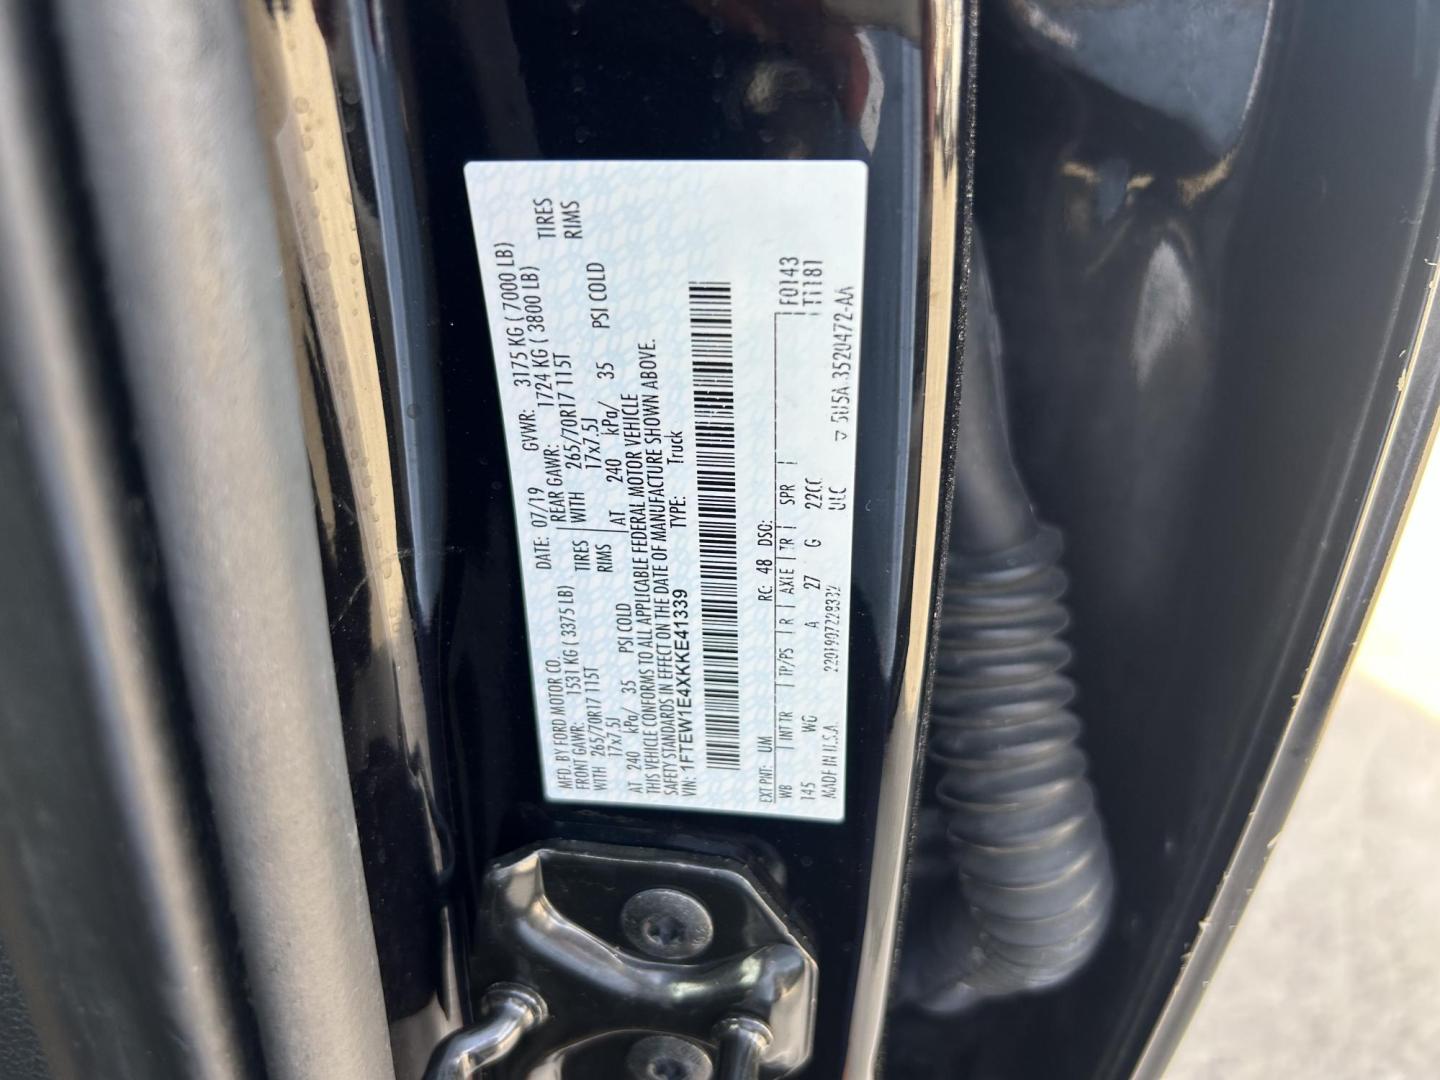 MFD. BY FORD MOTOR CO. DATE: 07/19 GVWR: 3175 KG ( 7000 LB)
FRONT GAWR: 1531 KG ( 3375 LB) REAR GAWR: 1724 KG ( 3800 LB)
WITH 265/70R17 115T TIRES WITH 265/70R17 115T TIRES
17x7.5J RIMS 17x7.5J RIMS
AT 240 kPa/ 35 PSI COLD AT 240 kPa/ 35 PSI COLD
THIS VEHICLE CONFORMS TO ALL APPLICABLE FEDERAL MOTOR VEHICLE
SAFETY STANDARDS IN EFFECT ON THE DATE OF MANUFACTURE SHOWN ABOVE.
VIN: 1FTEW1E4XKKE41339 TYPE: Truck
EXT PNT: UM RC: 48 DSO:
WB INT TR TP/PS R AXLE TR SPR F0143
145 WG A 27 G 22CC T1181
ULC
MADE IN U.S.A. 5U5A-3520472-AA